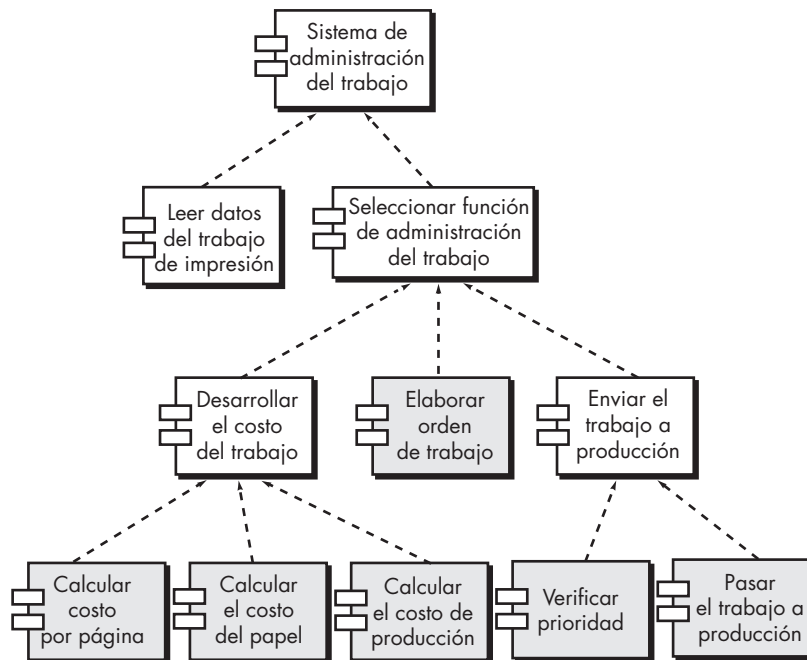 Sistema de
administración
del trabajo
Leer datos
del trabajo
de impresión
Seleccionar función
de administración
del trabajo
Desarrollar
el costo
del trabajo
Elaborar
orden
de trabajo
Enviar el
trabajo a
producción
Calcular
costo
por página
Calcular
el costo
del papel
Calcular
el costo de
producción
Verificar
prioridad
Pasar
el trabajo a
producción